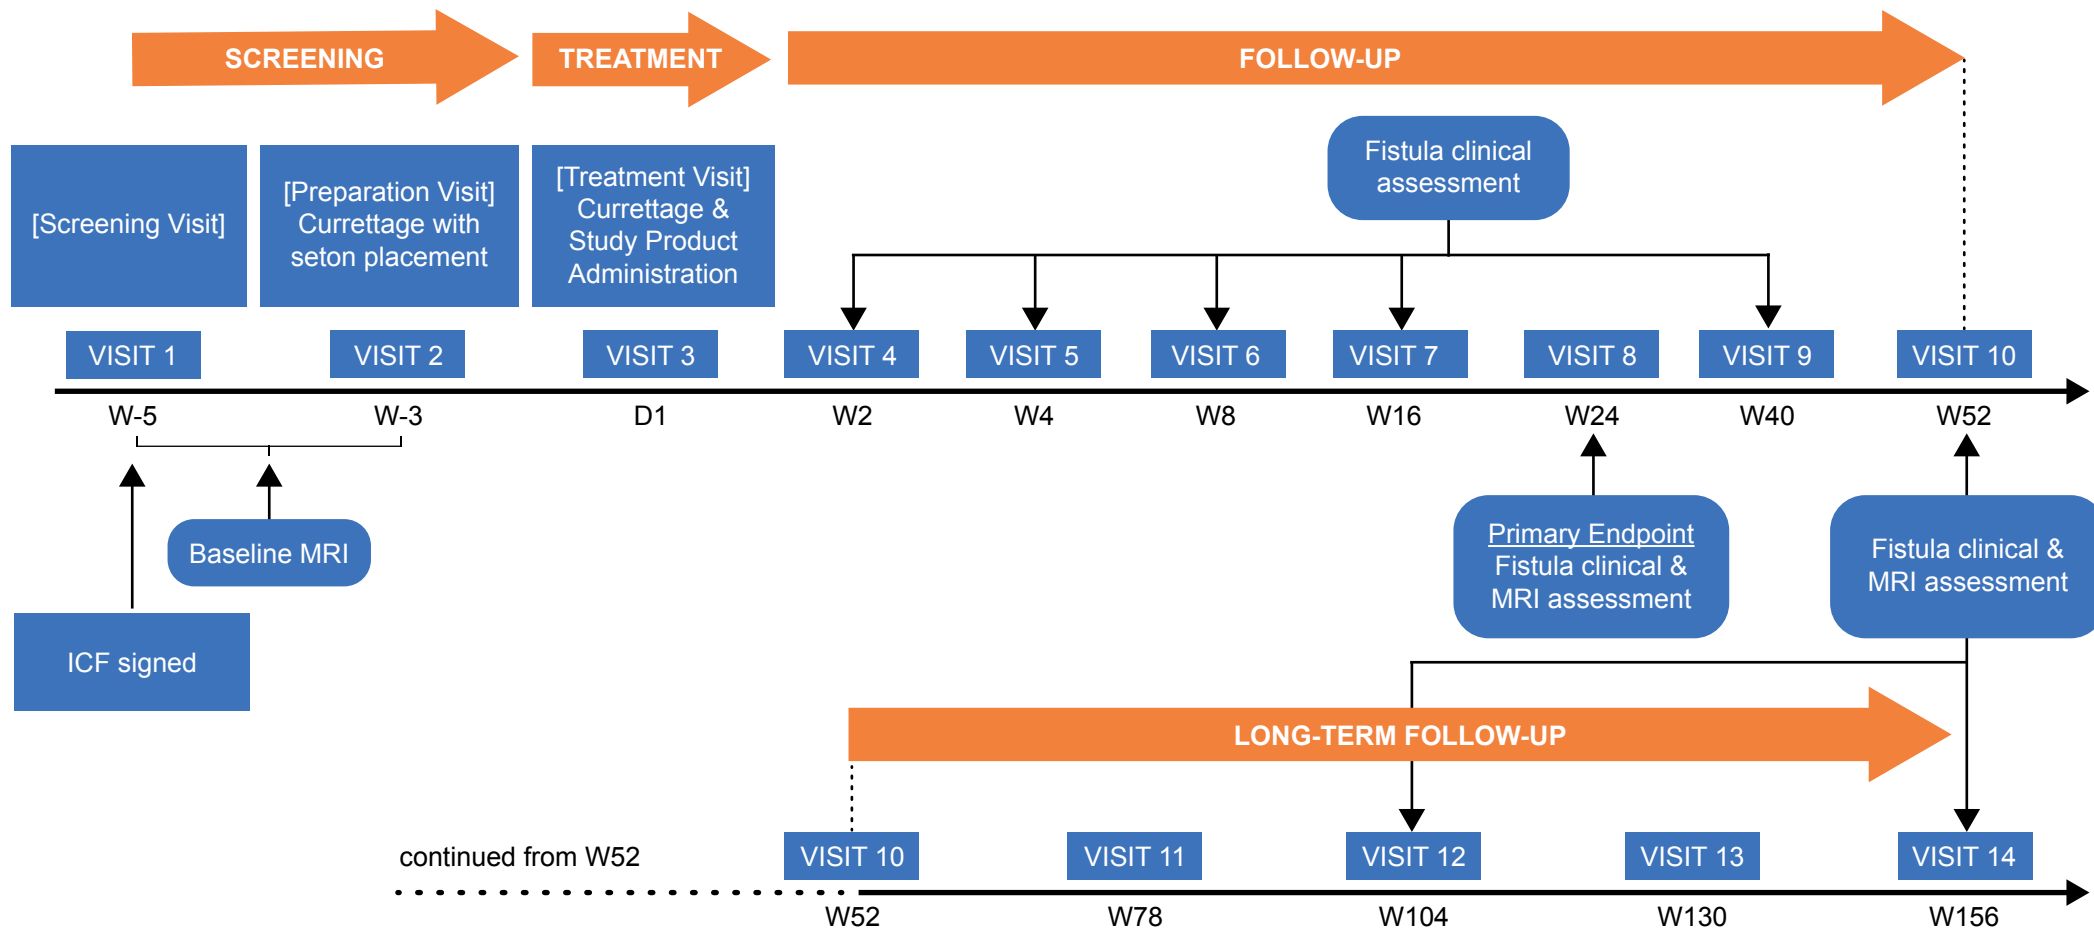 SCREENING
TREATMENT
FOLLOW-UP
[Screening Visit]
[Preparation Visit]
Currettage with
seton placement
[Treatment Visit]
Currettage &
Study Product
Administration
Fistula clinical
assessment
VISIT 1
VISIT 2
VISIT 3
VISIT 4
VISIT 5
VISIT 6
VISIT 7
VISIT 8
VISIT 9
VISIT 10
W-5
W-3
D1
W2
W4
W8
W16
W24
W40
W52
Baseline MRI
ICF signed
Primary Endpoint
Fistula clinical &
MRI assessment
Fistula clinical &
MRI assessment
LONG-TERM FOLLOW-UP
continued from W52
VISIT 10
VISIT 11
VISIT 12
VISIT 13
VISIT 14
W52
W78
W104
W130
W156